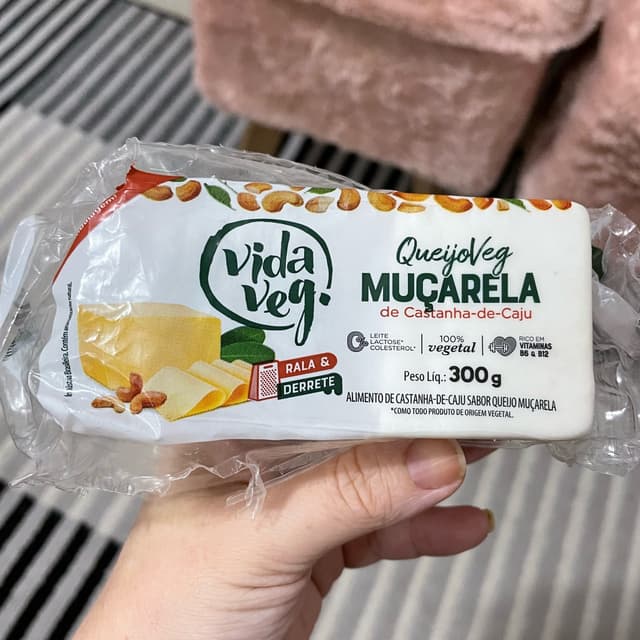 vida
veg.
QueijoVeg
MUÇARELA
de Castanha-de-Caju
0%
LEITE
LACTOSE*
COLESTEROL*
100%
vegetal
RICO EM
VITAMINAS
B6 & B12
RALA &
DERRETE
Peso Líq.: 300g
ALIMENTO DE CASTANHA-DE-CAJU SABOR QUEIJO MUÇARELA
*COMO TODO PRODUTO DE ORIGEM VEGETAL.